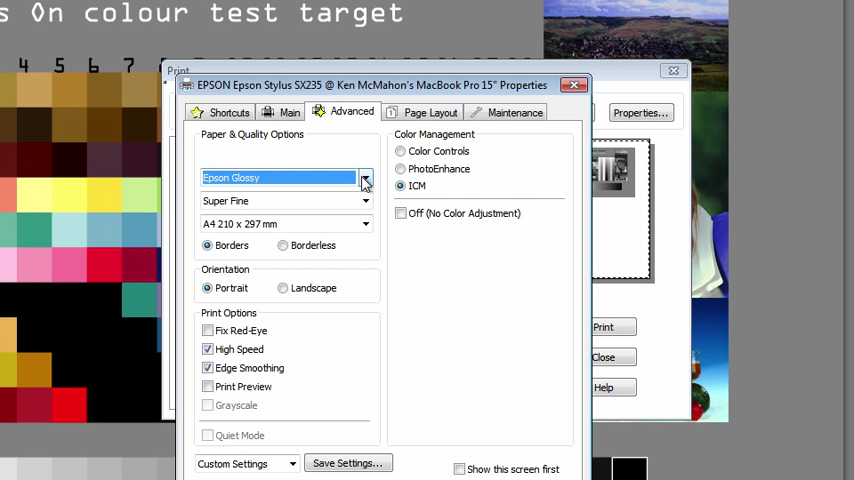 s On colour test target
4 5 6 7 8
Print
EPSON Epson Stylus SX235 @ Ken McMahon's MacBook Pro 15" Properties
Shortcuts Main Advanced 1 Page Layout Maintenance
Properties...
Paper & Quality Options
Color Management
Color Controls
Epson Glossy
PhotoEnhance
ICM
Super Fine
Off (No Color Adjustment)
A4 210 x 297 mm
Borders Borderless
Orientation
Portrait Landscape
Print Options
Fix Red-Eye
High Speed
Edge Smoothing
Print Preview
Grayscale
Quiet Mode
Custom Settings Save Settings...
Show this screen first
Print
Close
Help